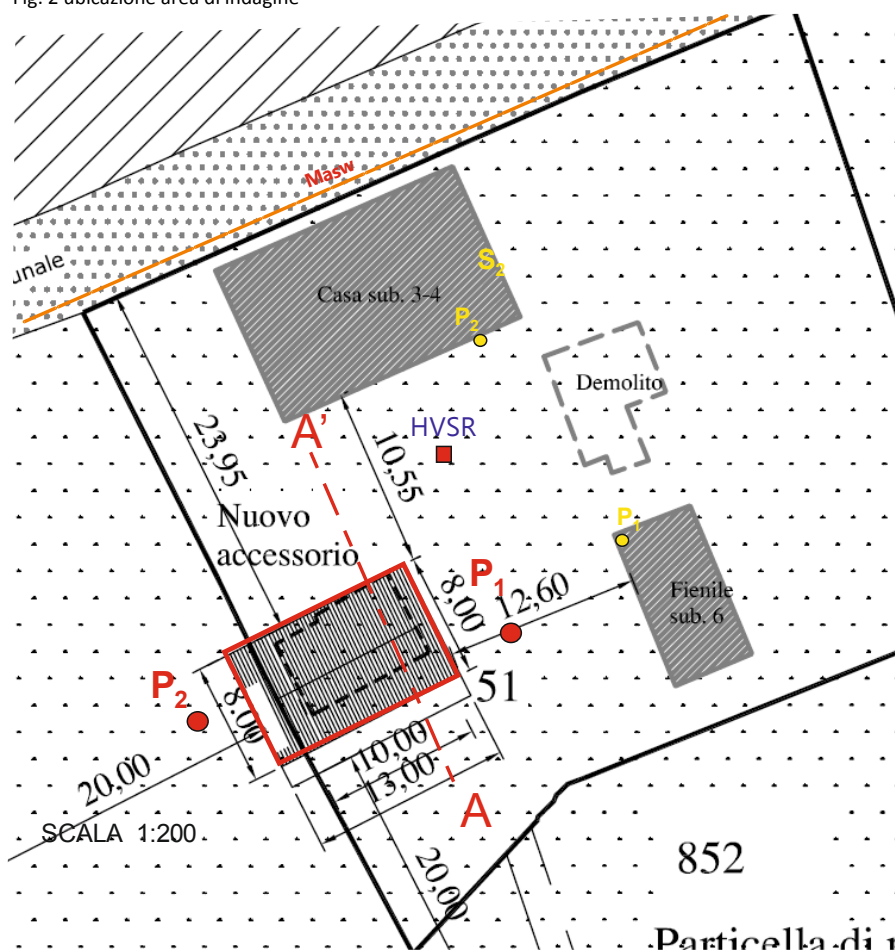 Fig. 2 ubicazione area di indagine
Masw
unale
S2
Casa sub. 3-4
P2
Demolito
A’
HVSR
23,95
10,55
Nuovo
accessorio
P1
P1
8,00
12,60
Fienile
sub. 6
51
P2
8.00
10,00
13,00
20,00
A
SCALA 1:200
20,00
852
Particella di